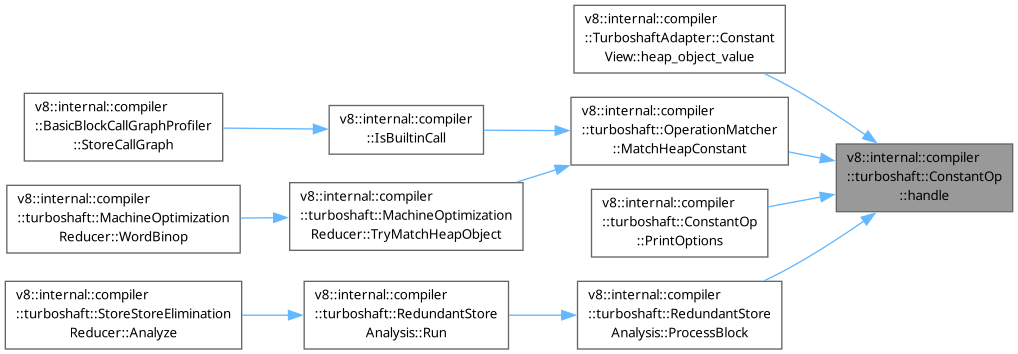 v8::internal::compiler
::TurboshaftAdapter::Constant
View::heap_object_value
v8::internal::compiler
::BasicBlockCallGraphProfiler
::StoreCallGraph
v8::internal::compiler
::IsBuiltinCall
v8::internal::compiler
::turboshaft::OperationMatcher
::MatchHeapConstant
v8::internal::compiler
::turboshaft::ConstantOp
::handle
v8::internal::compiler
::turboshaft::MachineOptimization
Reducer::WordBinop
v8::internal::compiler
::turboshaft::MachineOptimization
Reducer::TryMatchHeapObject
v8::internal::compiler
::turboshaft::ConstantOp
::PrintOptions
v8::internal::compiler
::turboshaft::StoreStoreElimination
Reducer::Analyze
v8::internal::compiler
::turboshaft::RedundantStore
Analysis::Run
v8::internal::compiler
::turboshaft::RedundantStore
Analysis::ProcessBlock